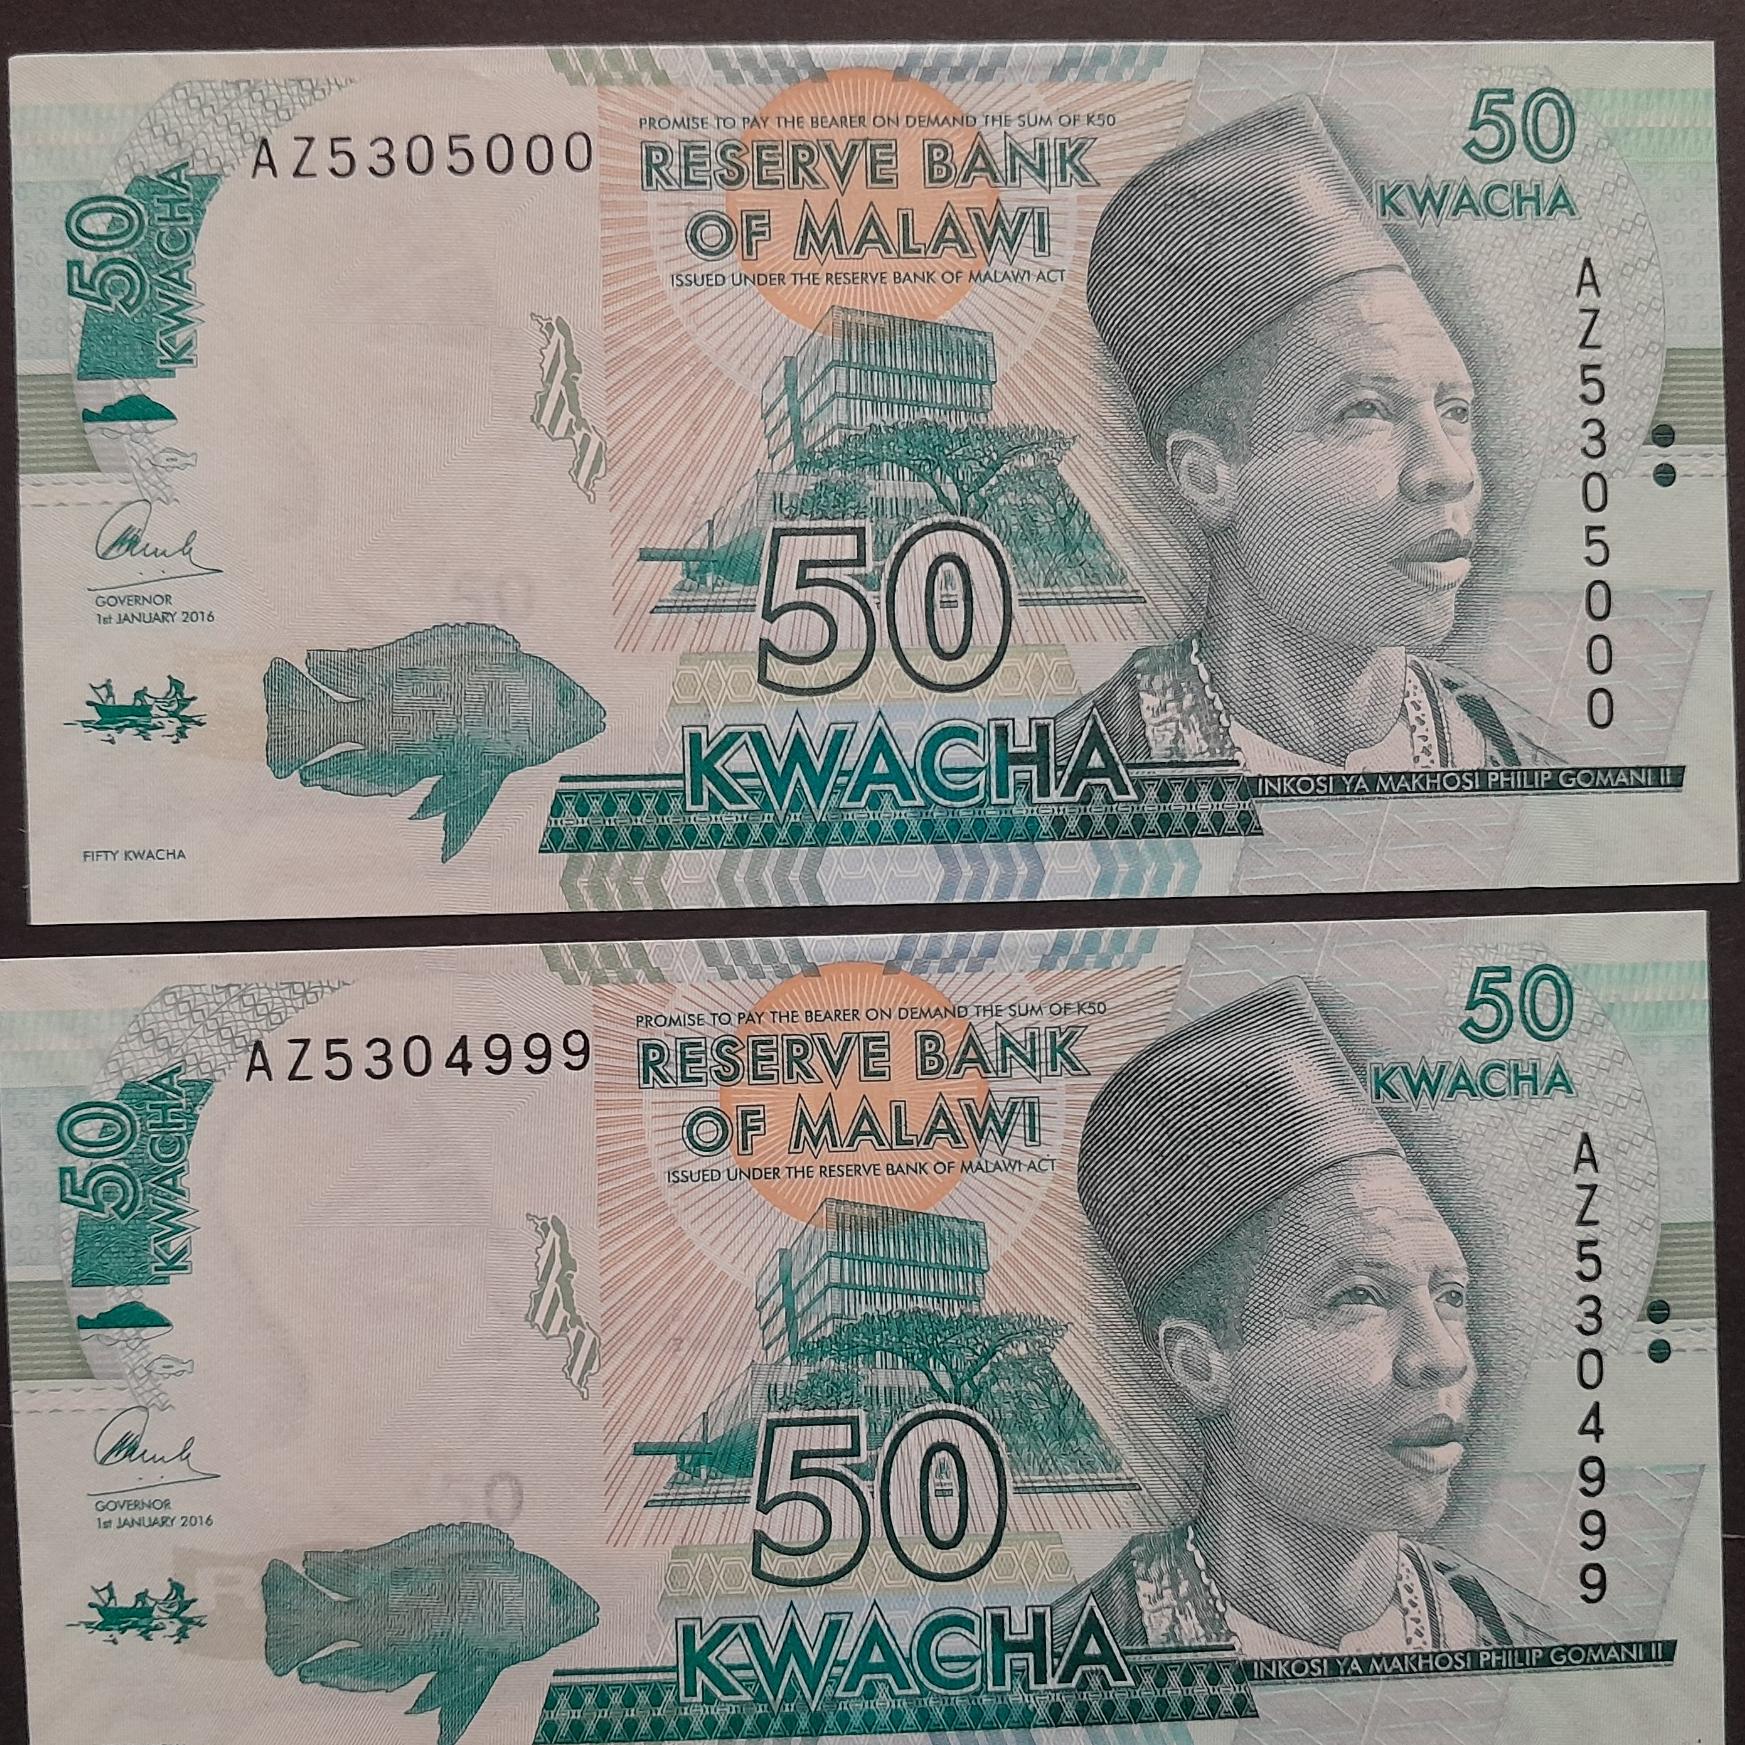 AZ5305000
PROMISE TO PAY THE BEARER ON DEMAND THE SUM OF K50
RESERVE BANK
OF MALAWI
ISSUED UNDER THE RESERVE BANK OF MALAWI ACT
50
KWACHA
50
KWACHA
AZ5305000
GOVERNOR
1st JANUARY 2016
50
KWACHA
INKOSI YA MAKHOSI PHILIP GOMANI II
FIFTY KWACHA
AZ5304999
PROMISE TO PAY THE BEARER ON DEMAND THE SUM OF K50
RESERVE BANK
OF MALAWI
ISSUED UNDER THE RESERVE BANK OF MALAWI ACT
50
KWACHA
50
KWACHA
AZ5304999
GOVERNOR
1st JANUARY 2016
50
KWACHA
INKOSI YA MAKHOSI PHILIP GOMANI II